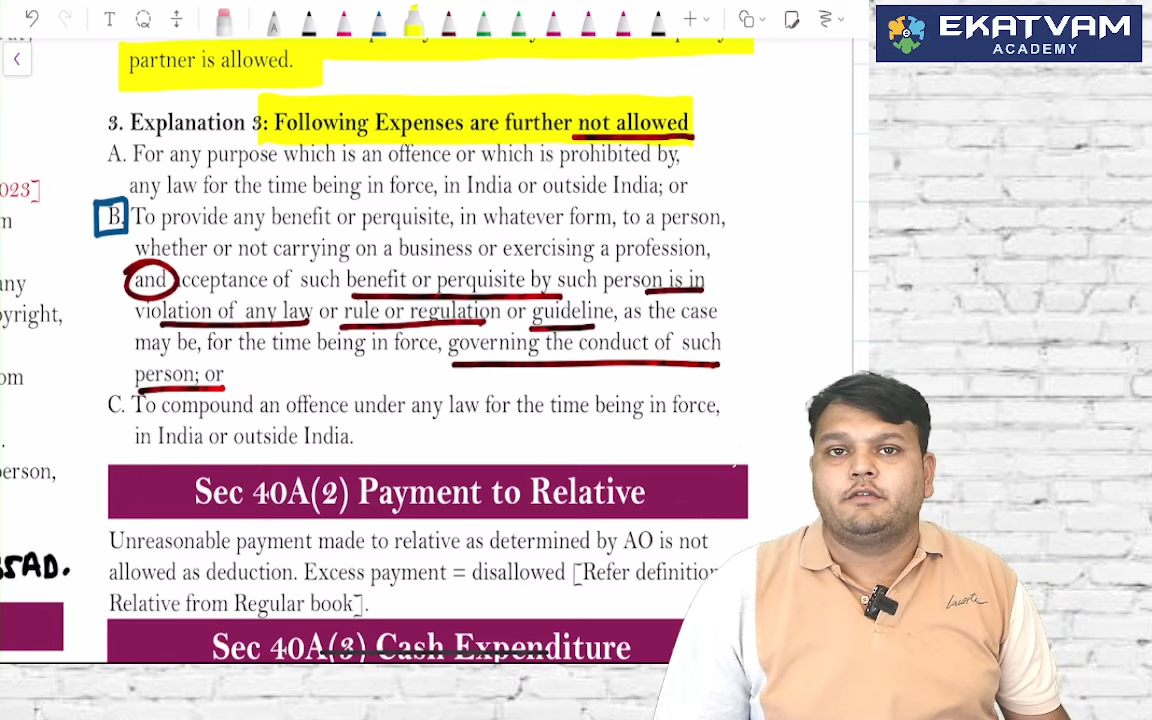 EKATVAM
ACADEMY
partner is allowed.
3. Explanation 3: Following Expenses are further not allowed
A. For any purpose which is an offence or which is prohibited by,
any law for the time being in force, in India or outside India; or
B. To provide any benefit or perquisite, in whatever form, to a person,
whether or not carrying on a business or exercising a profession,
and acceptance of such benefit or perquisite by such person is in
violation of any law or rule or regulation or guideline, as the case
may be, for the time being in force, governing the conduct of such
person; or
C. To compound an offence under any law for the time being in force,
in India or outside India.
Sec 40A(2) Payment to Relative
Unreasonable payment made to relative as determined by AO is not
allowed as deduction. Excess payment = disallowed [Refer definition
Relative from Regular book].
Sec 40A(3) Cash Expenditure
023]
any
pyright,
om
person,
Lacoste